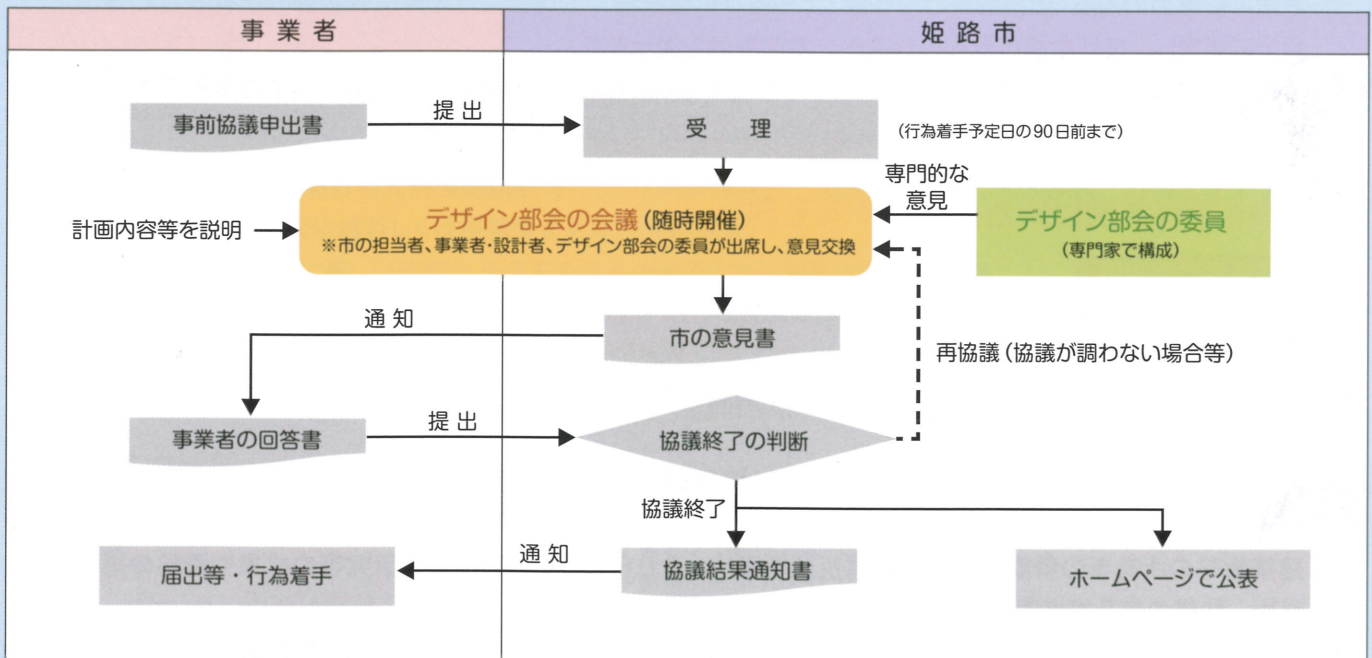 事業者
姫路市
事前協議申出書
提出
受 理
(行為着手予定日の90日前まで)
専門的な
意見
計画内容等を説明
デザイン部会の会議(随時開催)
※市の担当者、事業者・設計者、デザイン部会の委員が出席し、意見交換
デザイン部会の委員
(専門家で構成)
通知
市の意見書
再協議(協議が調わない場合等)
事業者の回答書
提出
協議終了の判断
協議終了
届出等・行為着手
通知
協議結果通知書
ホームページで公表